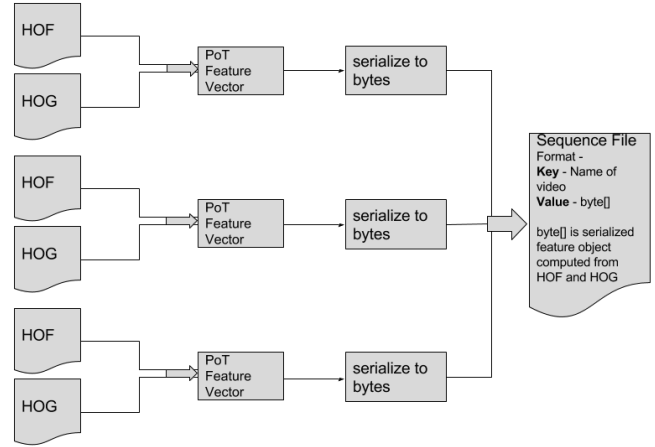 HOF
PoT
Feature
Vector
serialize to
bytes
HOG
HOF
PoT
Feature
Vector
serialize to
bytes
HOG
HOF
PoT
Feature
Vector
serialize to
bytes
HOG
Sequence File
Format -
Key - Name of
video
Value - byte[]
byte[] is serialized
feature object
computed from
HOF and HOG